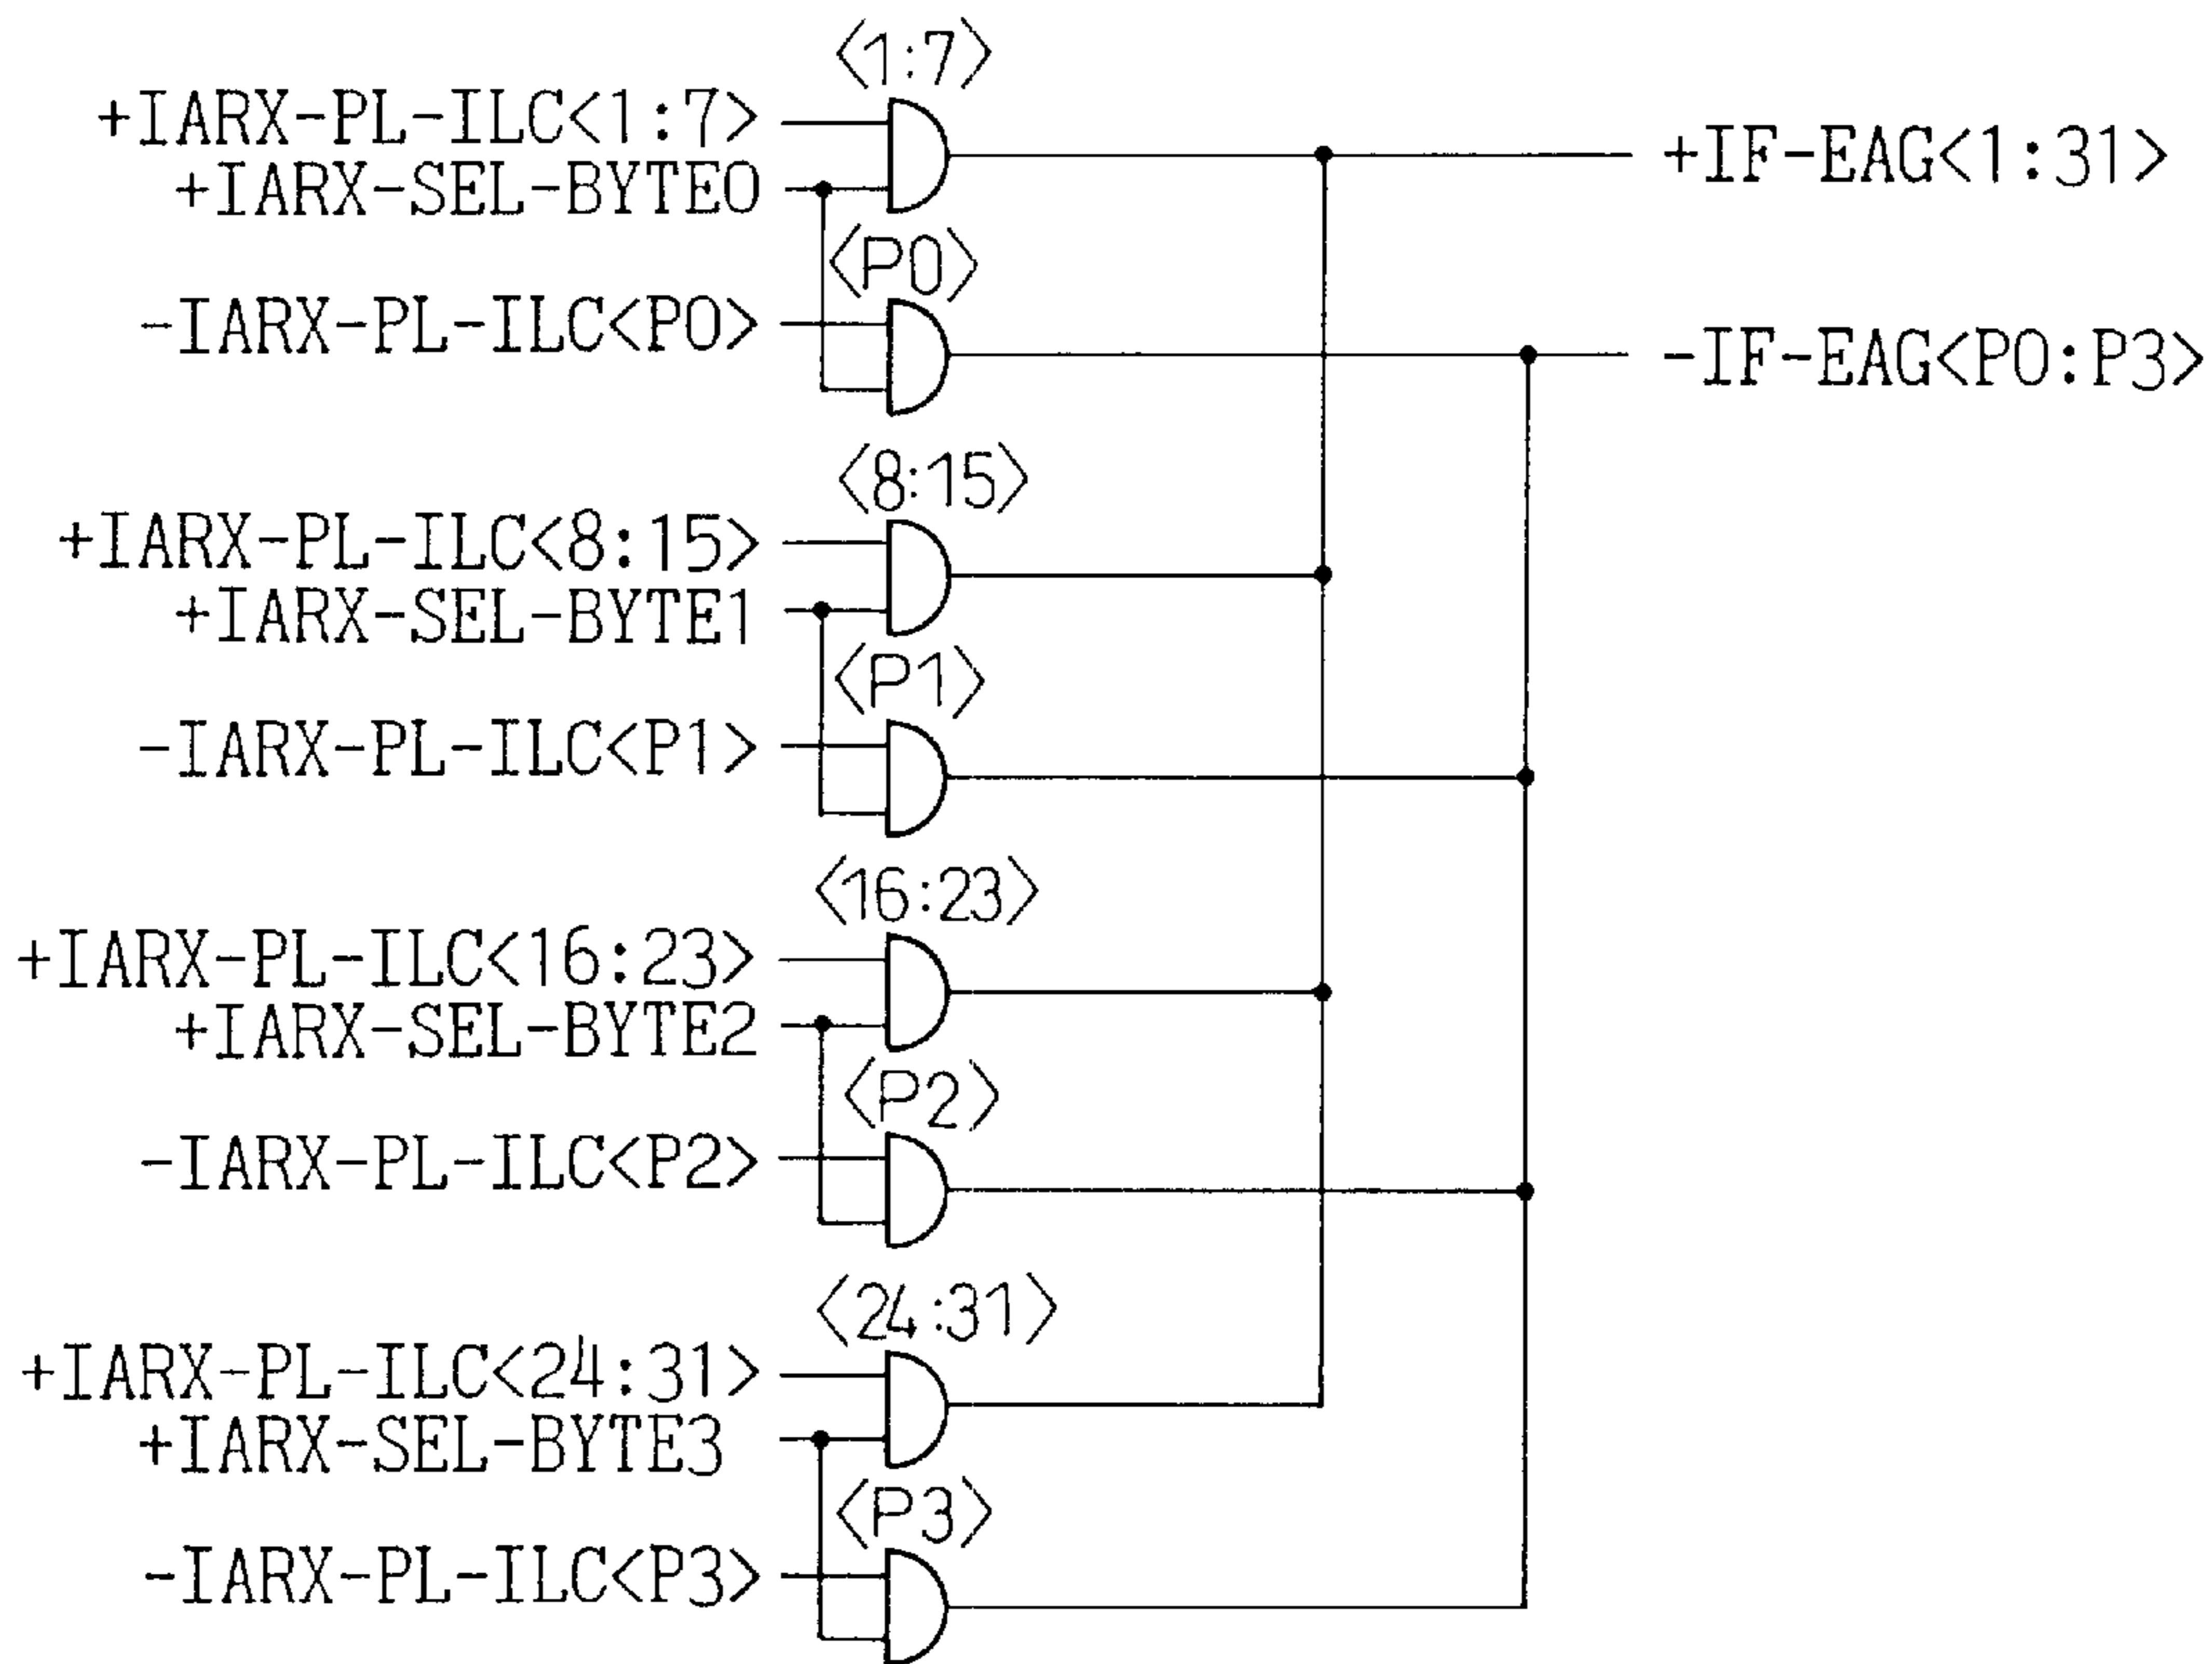 <1:7>
+IARX-PL-ILC<1:7>
+IARX-SEL-BYTE0
+IF-EAG<1:31>
<P0>
-IARX-PL-ILC<P0>
-IF-EAG<P0:P3>
<8:15>
+IARX-PL-ILC<8:15>
+IARX-SEL-BYTE1
<P1>
-IARX-PL-ILC<P1>
<16:23>
+IARX-PL-ILC<16:23>
+IARX-SEL-BYTE2
<P2>
-IARX-PL-ILC<P2>
<24:31>
+IARX-PL-ILC<24:31>
+IARX-SEL-BYTE3
<P3>
-IARX-PL-ILC<P3>